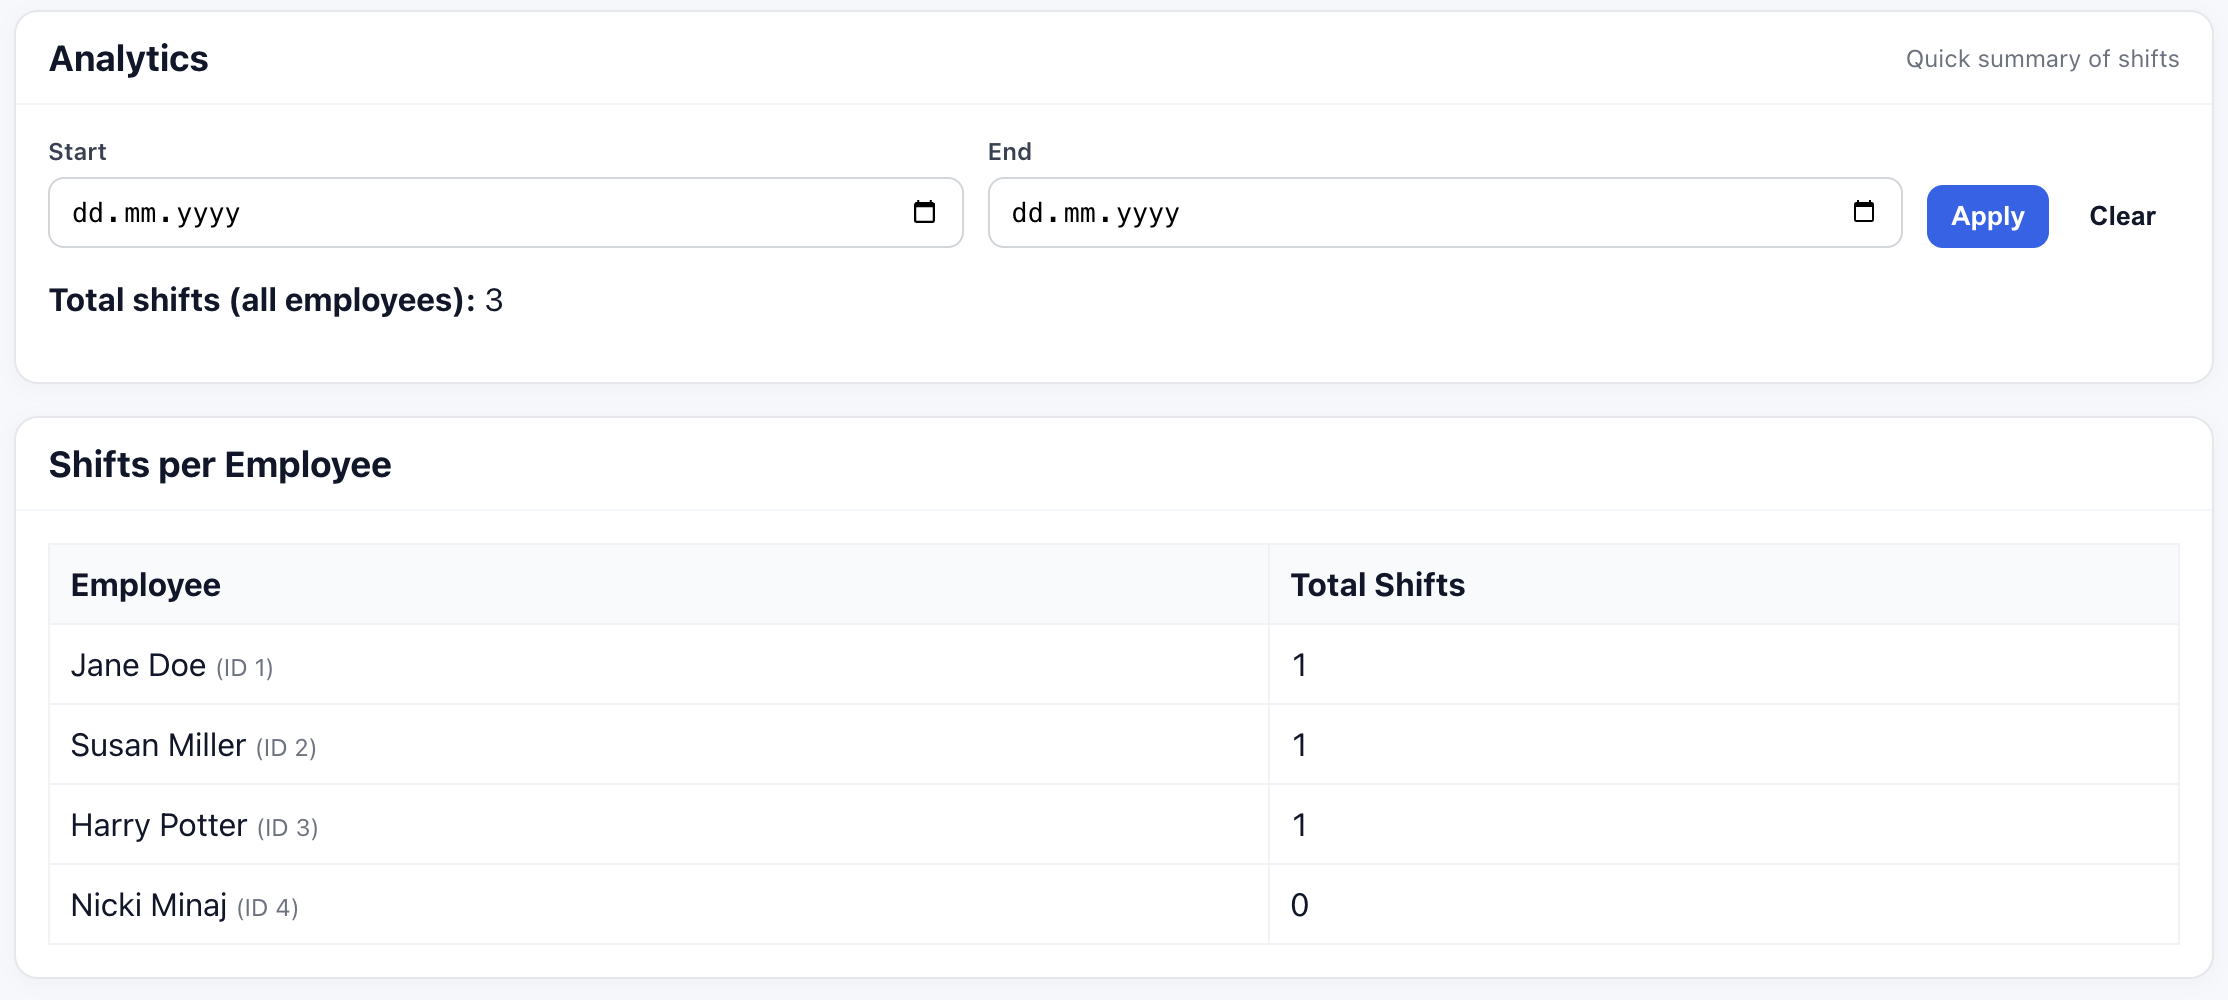 Analytics
Quick summary of shifts
Start
End
dd.mm.yyyy
dd.mm.yyyy
Apply
Clear
Total shifts (all employees): 3
Shifts per Employee
Employee
Total Shifts
Jane Doe (ID 1)
1
Susan Miller (ID 2)
1
Harry Potter (ID 3)
1
Nicki Minaj (ID 4)
0